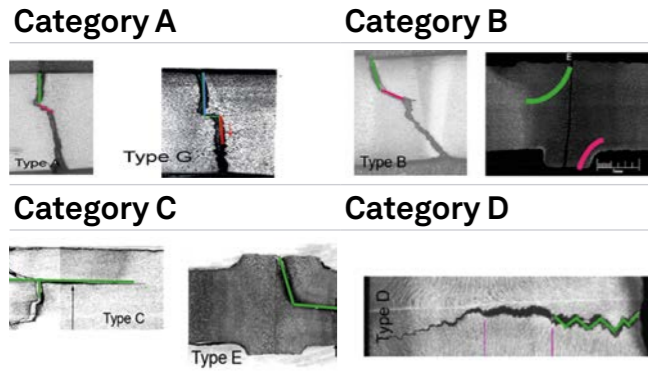 Category A
Category B
Type A
Type G
Type B
E
Category C
Category D
Type C
Type E
Type D